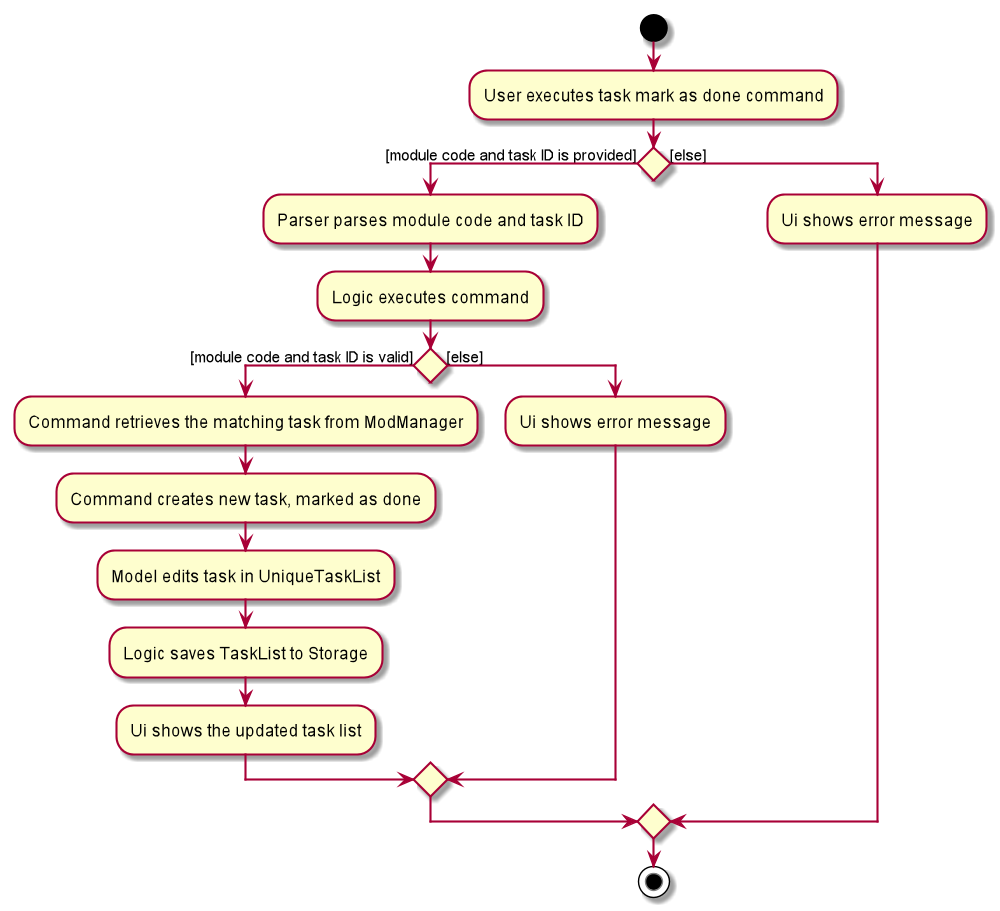 User executes task mark as done command
[module code and task ID is provided]
[else]
Parser parses module code and task ID
Ui shows error message
Logic executes command
[module code and task ID is valid]
[else]
Command retrieves the matching task from ModManager
Ui shows error message
Command creates new task, marked as done
Model edits task in UniqueTaskList
Logic saves TaskList to Storage
Ui shows the updated task list